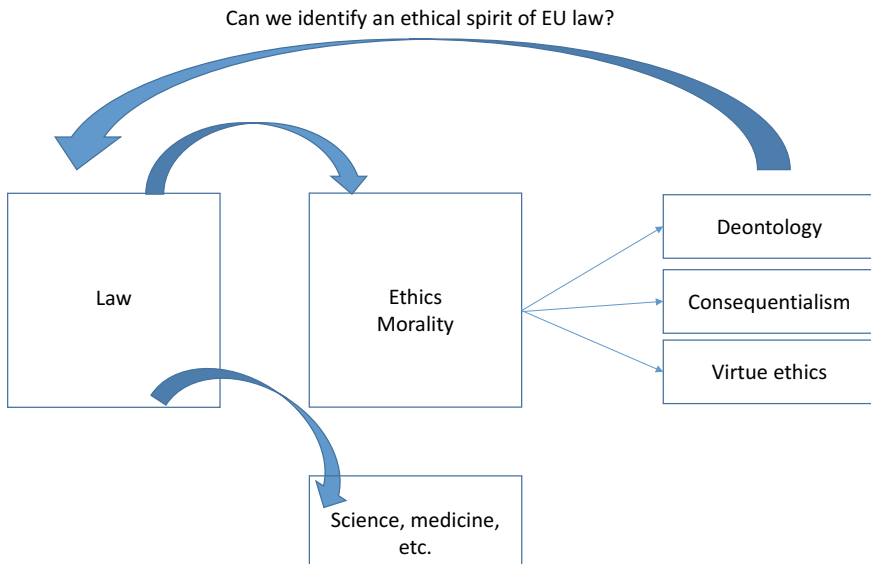 Can we identify an ethical spirit of EU law?
Law
Ethics
Morality
Deontology
Consequentialism
Virtue ethics
Science, medicine,
etc.